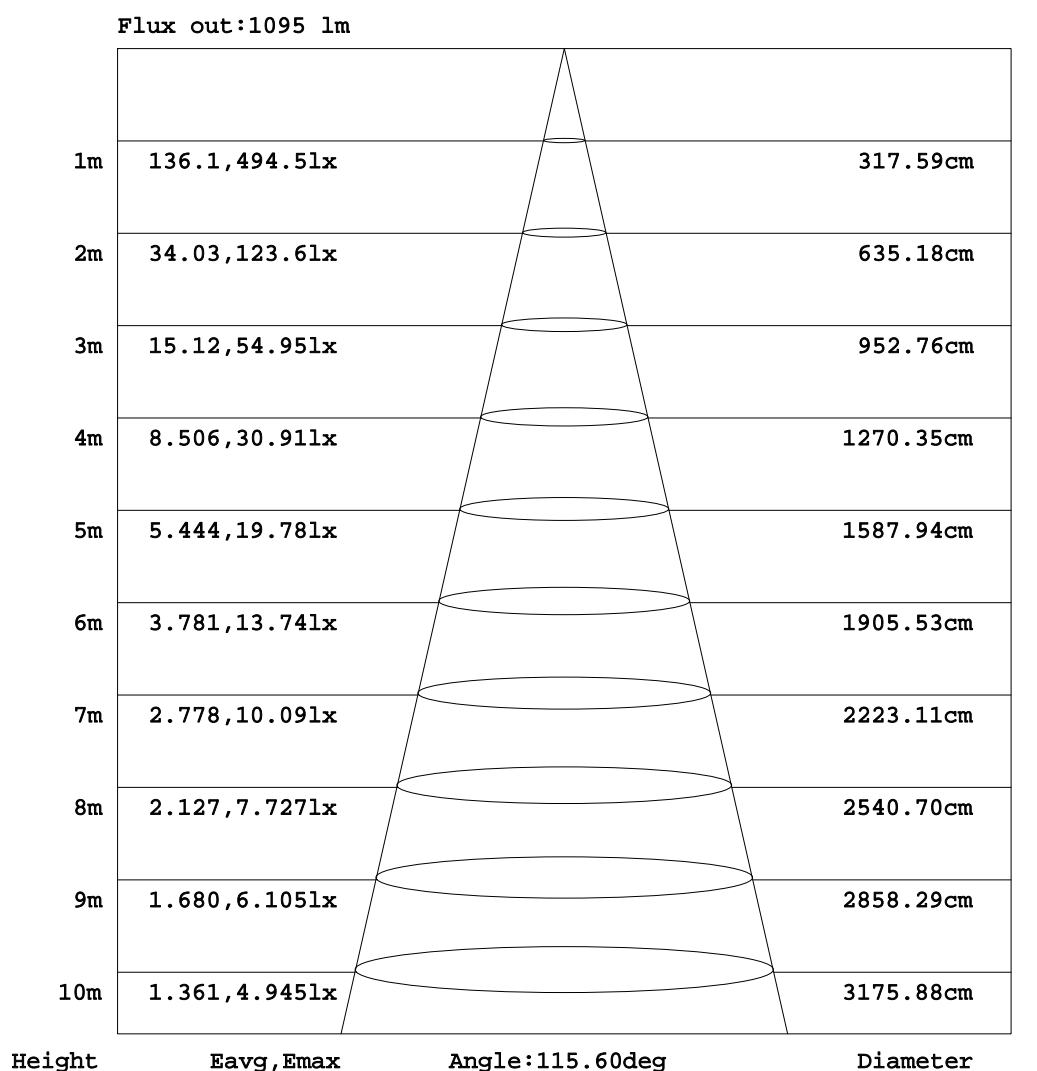 Flux out:1095 lm
1m 136.1,494.5lx 317.59cm
2m 34.03,123.6lx 635.18cm
3m 15.12,54.95lx 952.76cm
4m 8.506,30.91lx 1270.35cm
5m 5.444,19.78lx 1587.94cm
6m 3.781,13.74lx 1905.53cm
7m 2.778,10.09lx 2223.11cm
8m 2.127,7.727lx 2540.70cm
9m 1.680,6.105lx 2858.29cm
10m 1.361,4.945lx 3175.88cm
Height Eavg,Emax Angle:115.60deg Diameter